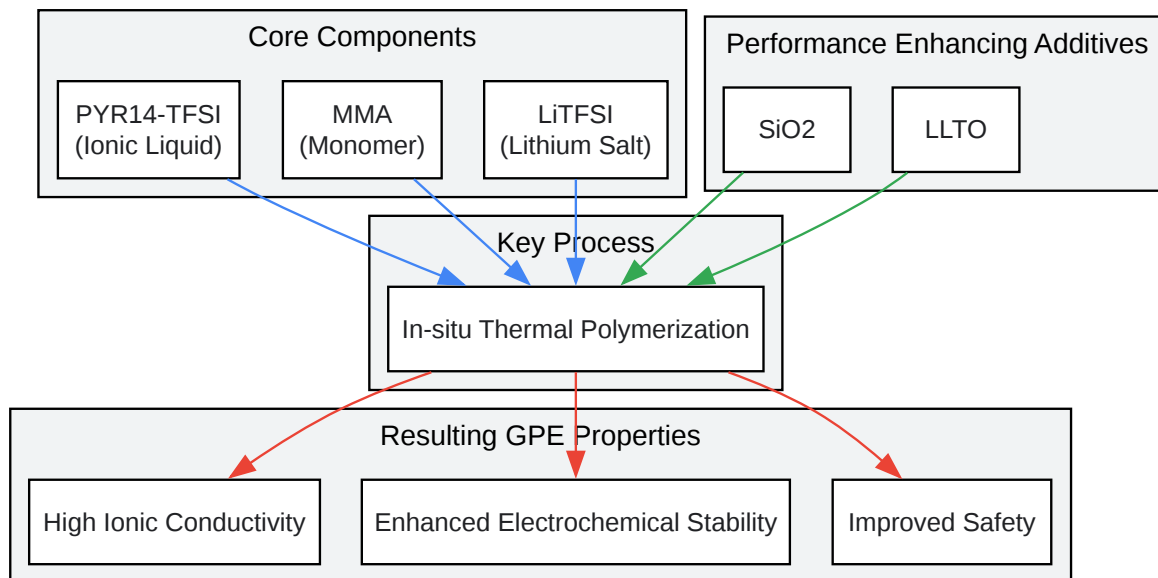 Core Components
Performance Enhancing Additives
PYR14-TFSI
(Ionic Liquid)
MMA
(Monomer)
LiTFSI
(Lithium Salt)
SiO2
LLTO
Key Process
In-situ Thermal Polymerization
Resulting GPE Properties
High Ionic Conductivity
Enhanced Electrochemical Stability
Improved Safety